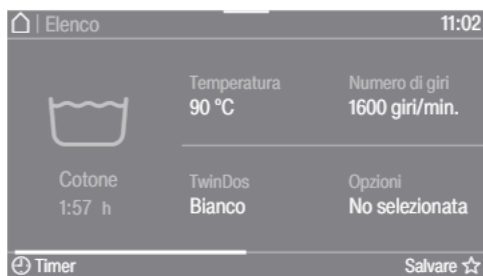 | Elenco 11:02
Temperatura Numero di giri
90 °C 1600 giri/min.
Cotone TwinDos Opzioni
1:57 h Bianco No selezionata
Timer Salvare